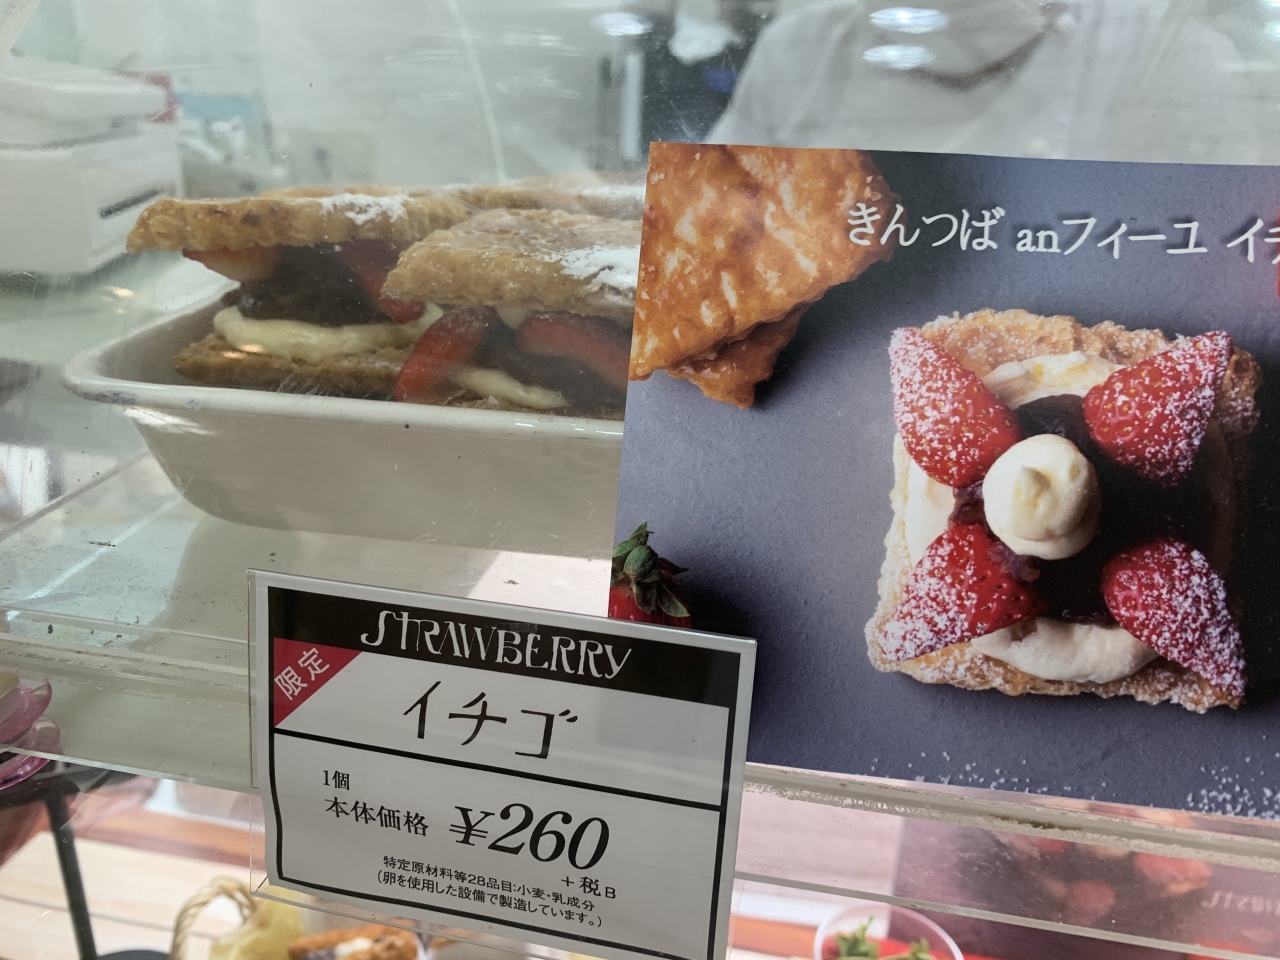 きんつば anフィーユ イチ
STRAWBERRY
限定
イチゴ
1個
本体価格 ¥260
+税B
特定原材料等28品目:小麦・乳成分
(卵を使用した設備で製造しています。)